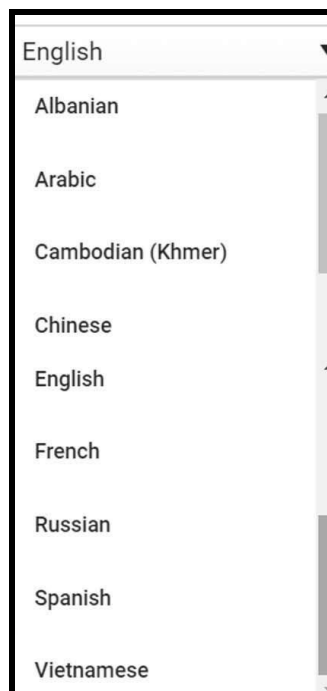 English
Albanian
Arabic
Cambodian (Khmer)
Chinese
English
French
Russian
Spanish
Vietnamese